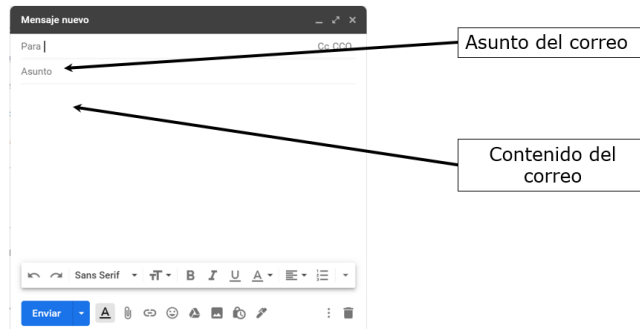 Mensaje nuevo
Para
Cc CCO
Asunto del correo
Asunto
Contenido del
correo
Sans Serif
B I U A
Enviar
A